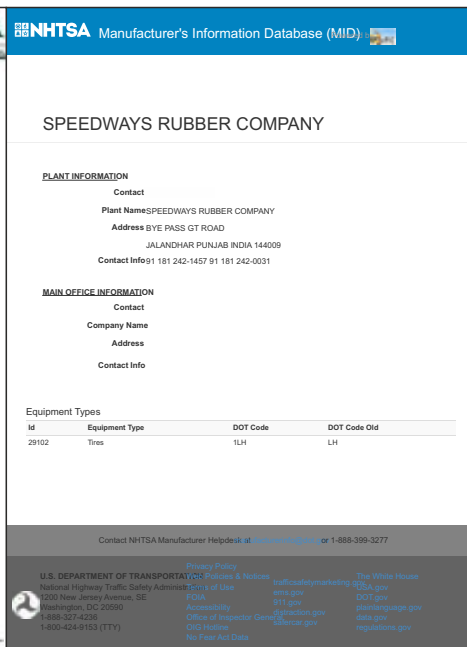 NHTSA Manufacturer's Information Database (MID)
SPEEDWAYS RUBBER COMPANY
PLANT INFORMATION
Contact
Plant Name SPEEDWAYS RUBBER COMPANY
Address BYE PASS GT ROAD
JALANDHAR PUNJAB INDIA 144009
Contact Info 91 181 242-1457 91 181 242-0031
MAIN OFFICE INFORMATION
Contact
Company Name
Address
Contact Info
Equipment Types
Id Equipment Type DOT Code DOT Code Old
29102 Tires 1LH LH
Contact NHTSA Manufacturer Helpdesk at or 1-888-399-3277
U.S. DEPARTMENT OF TRANSPORTATION
National Highway Traffic Safety Administration
1200 New Jersey Avenue, SE
Washington, DC 20590
1-888-327-4236
1-800-424-9153 (TTY)
Privacy Policy
Policies & Notices
Terms of Use
FOIA
Accessibility
Office of Inspector General
OIG Hotline
No Fear Act Data
trafficsafetymarketing.gov
ems.gov
911.gov
distraction.gov
safercar.gov
The White House
USA.gov
DOT.gov
plainlanguage.gov
data.gov
regulations.gov